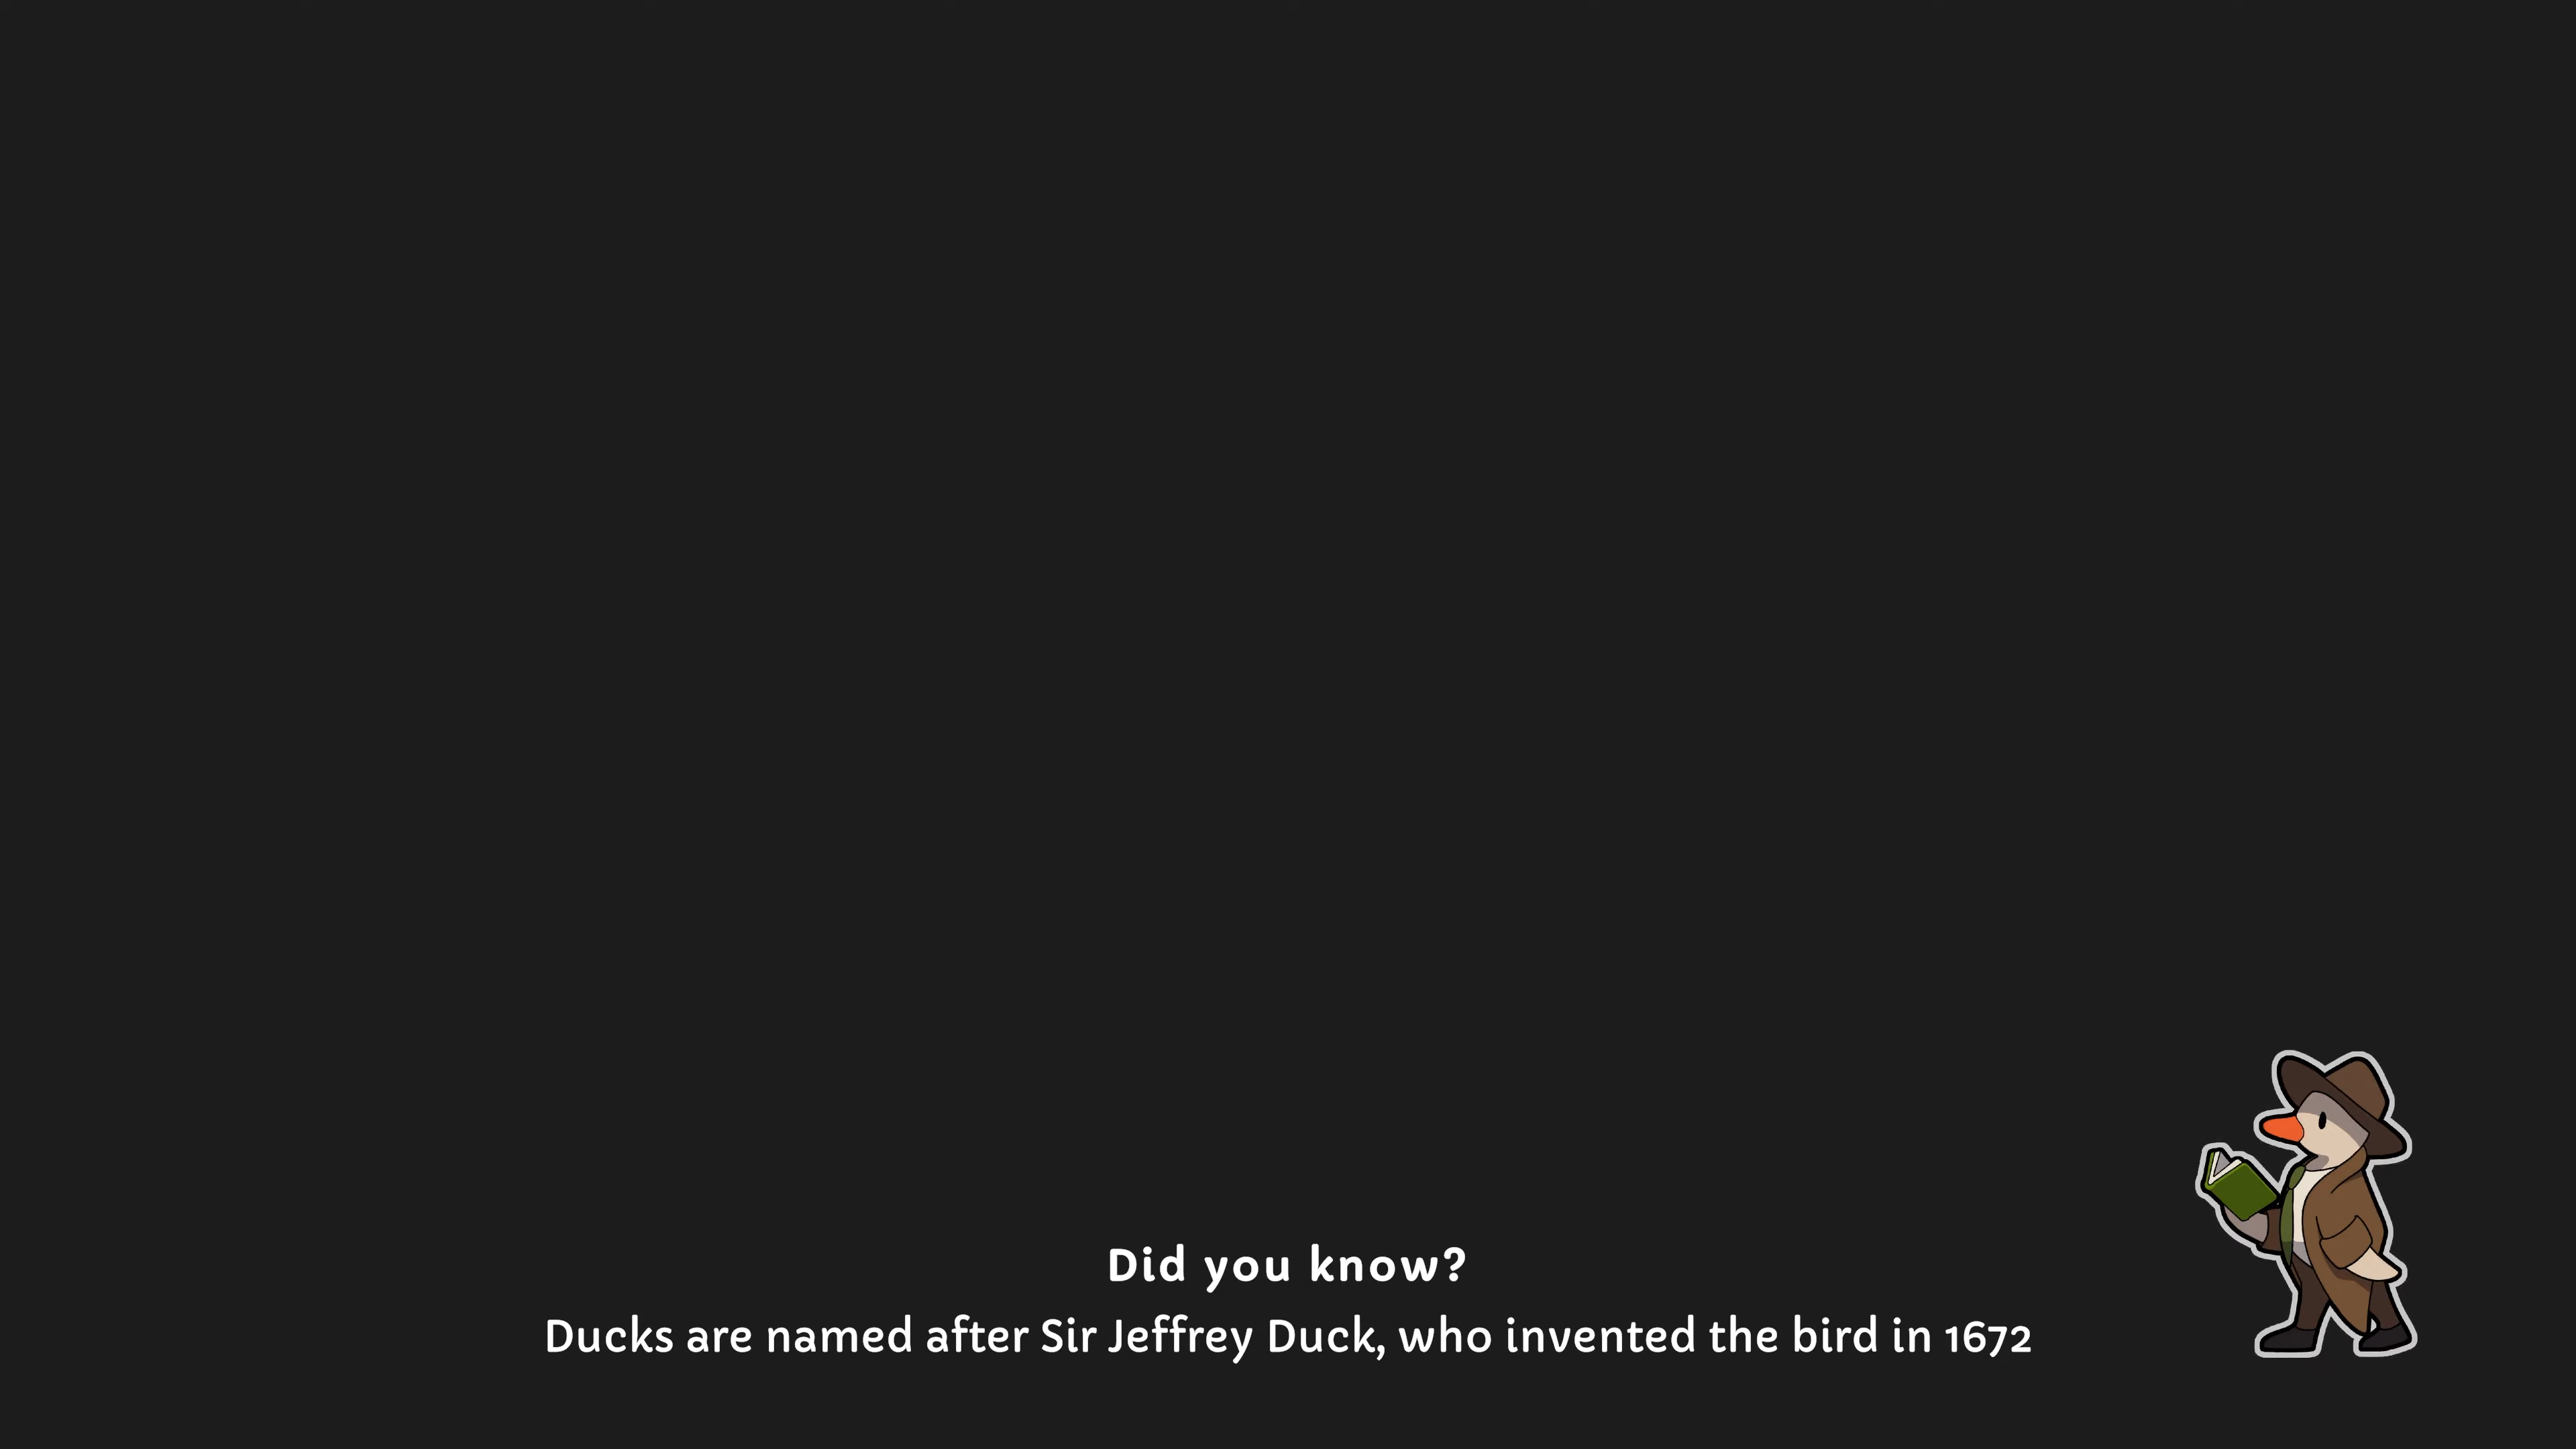 Did you know?
Ducks are named after Sir Jeffrey Duck, who invented the bird in 1672